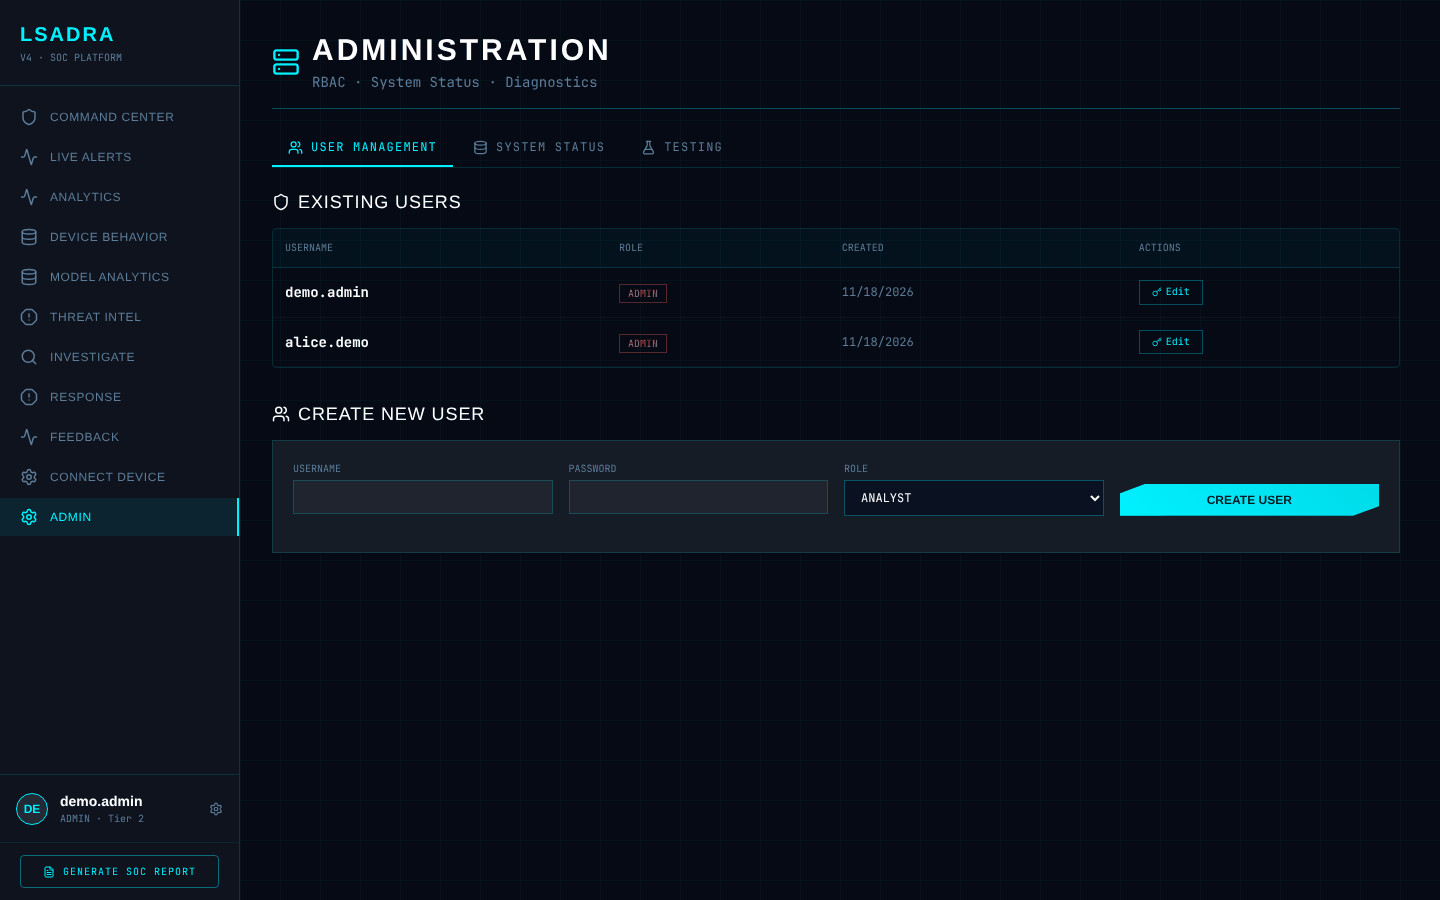 LSADRA
V4 · SOC PLATFORM
COMMAND CENTER
LIVE ALERTS
ANALYTICS
DEVICE BEHAVIOR
MODEL ANALYTICS
THREAT INTEL
INVESTIGATE
RESPONSE
FEEDBACK
CONNECT DEVICE
ADMIN
DE
demo.admin
ADMIN · Tier 2
GENERATE SOC REPORT
ADMINISTRATION
RBAC · System Status · Diagnostics
USER MANAGEMENT SYSTEM STATUS TESTING
EXISTING USERS
USERNAME ROLE CREATED ACTIONS
demo.admin ADMIN 11/18/2026 Edit
alice.demo ADMIN 11/18/2026 Edit
CREATE NEW USER
USERNAME PASSWORD ROLE
ANALYST CREATE USER